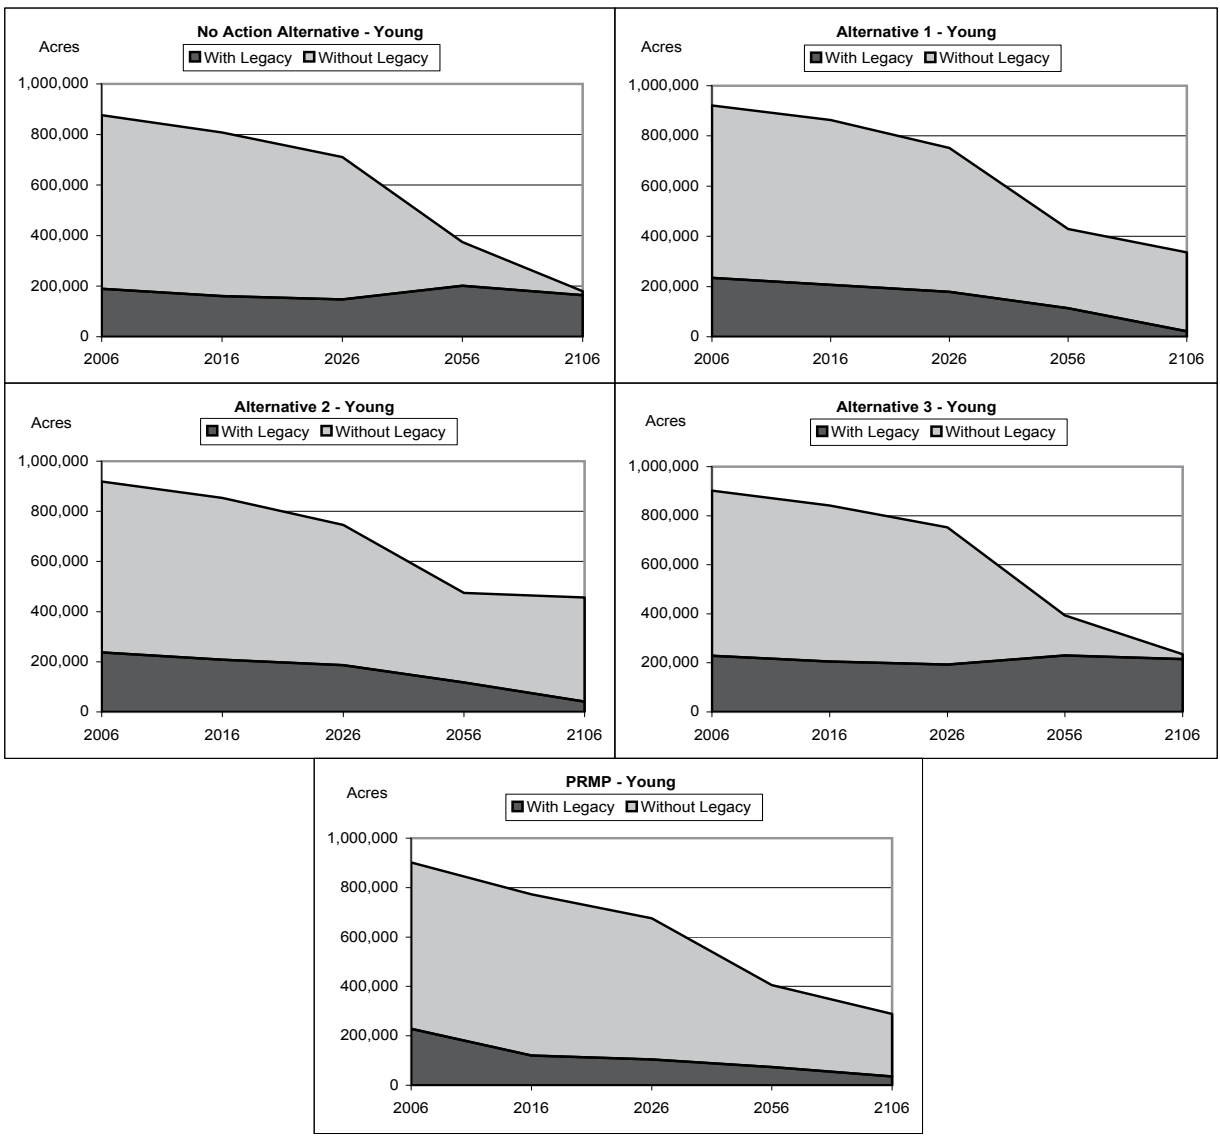 No Action Alternative - Young
Acres
With Legacy Without Legacy
1,000,000
800,000
600,000
400,000
200,000
0
2006 2016 2026 2056 2106
Alternative 1 - Young
Acres
With Legacy Without Legacy
1,000,000
800,000
600,000
400,000
200,000
0
2006 2016 2026 2056 2106
Alternative 2 - Young
Acres
With Legacy Without Legacy
1,000,000
800,000
600,000
400,000
200,000
0
2006 2016 2026 2056 2106
Alternative 3 - Young
Acres
With Legacy Without Legacy
1,000,000
800,000
600,000
400,000
200,000
0
2006 2016 2026 2056 2106
PRMP - Young
Acres
With Legacy Without Legacy
1,000,000
800,000
600,000
400,000
200,000
0
2006 2016 2026 2056 2106